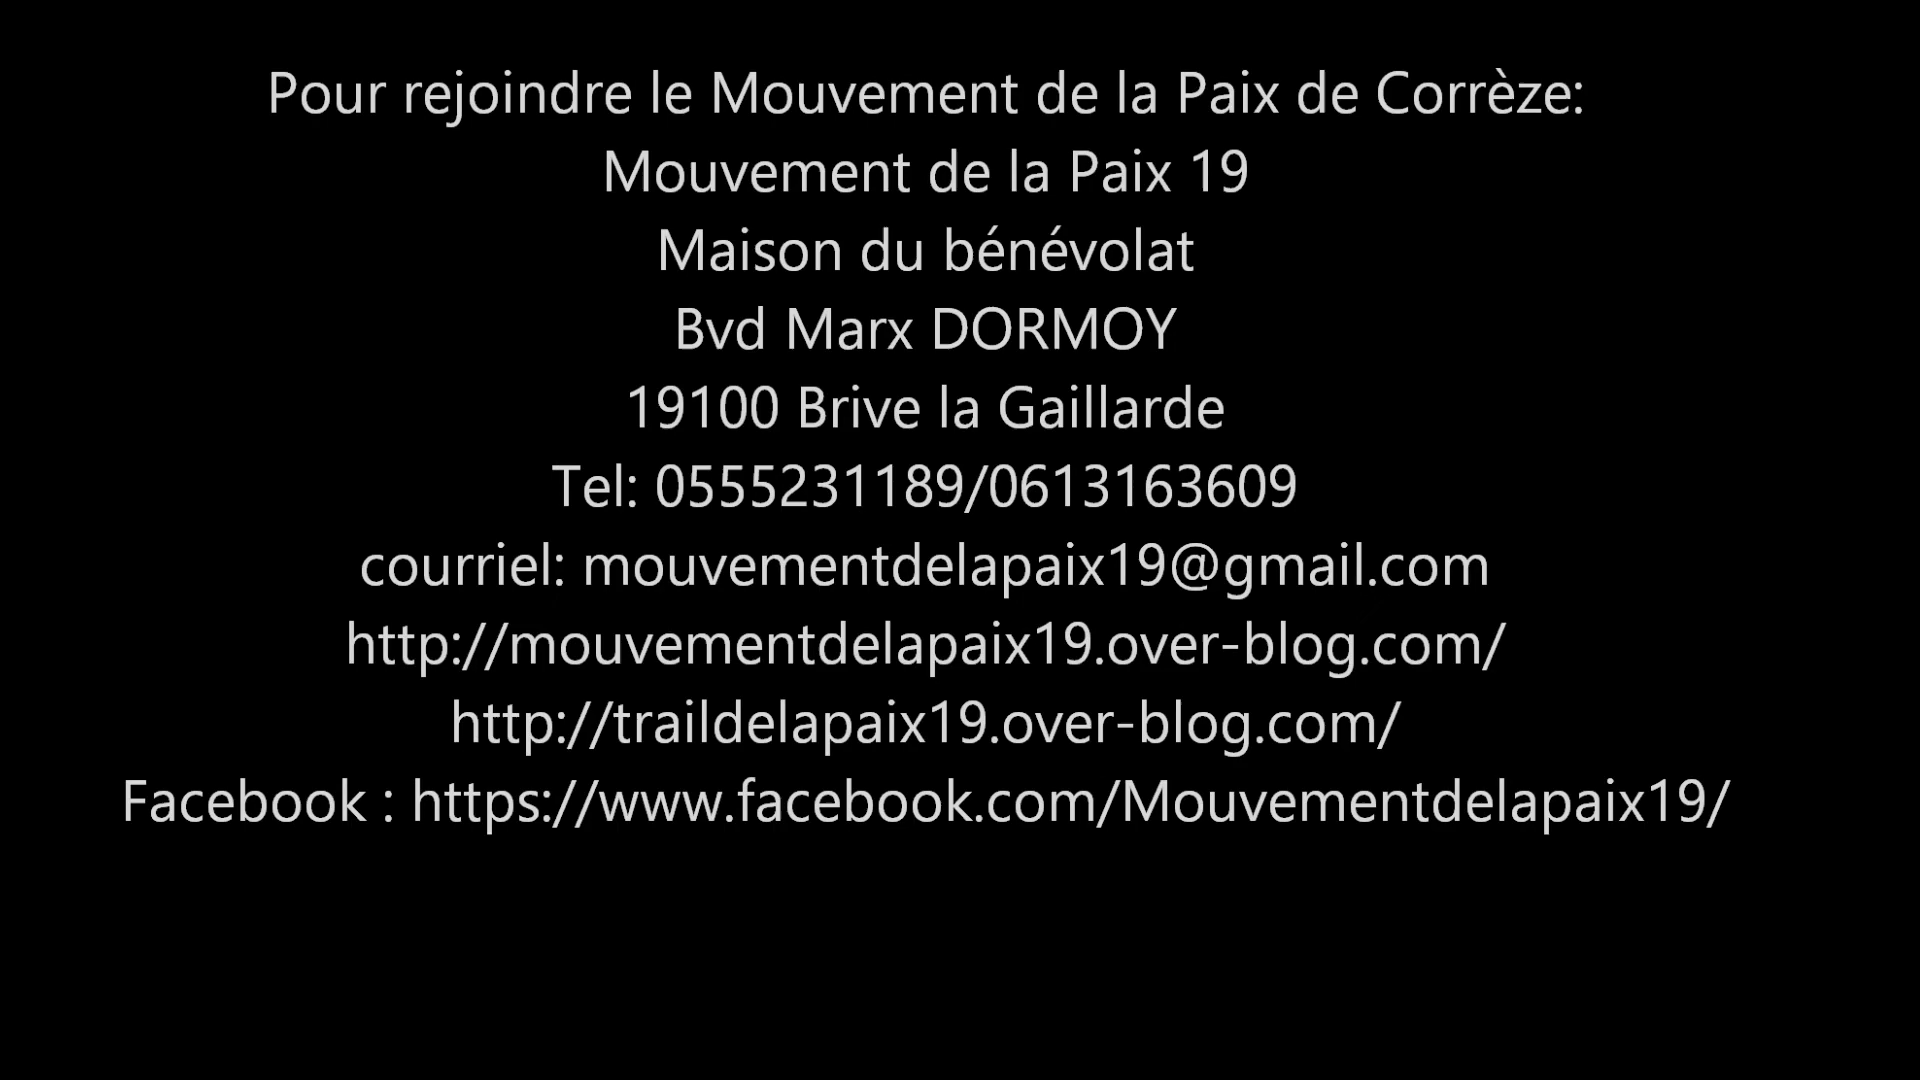 Pour rejoindre le Mouvement de la Paix de Corrèze:
Mouvement de la Paix 19
Maison du bénévolat
Bvd Marx DORMOY
19100 Brive la Gaillarde
Tel: 0555231189/0613163609
courriel: mouvementdelapaix19@gmail.com
http://mouvementdelapaix19.over-blog.com/
http://traildelapaix19.over-blog.com/
Facebook : https://www.facebook.com/Mouvementdelapaix19/